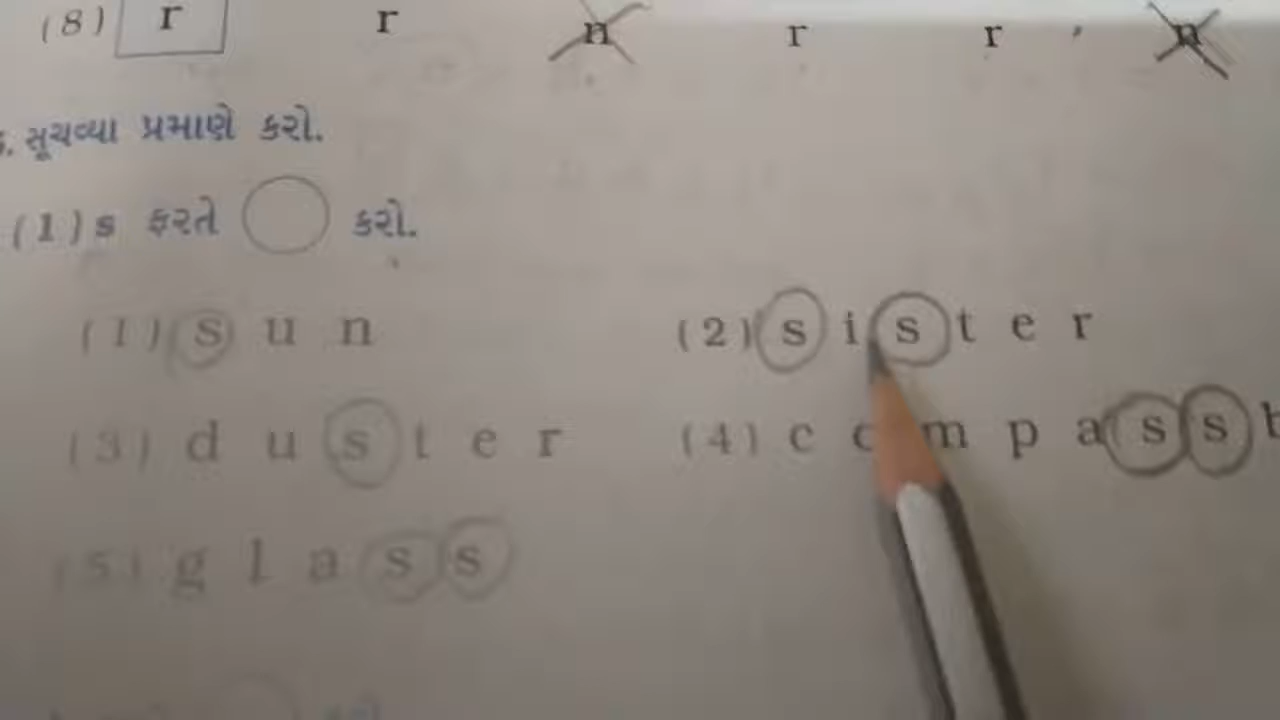 (8) r r n r r n
સૂચવ્યા પ્રમાણે કરો.
(1) s ફરતે ◯ કરો.
(1) s u n (2) s i s t e r
(3) d u s t e r (4) c o m p a s s
(5) g l a s s